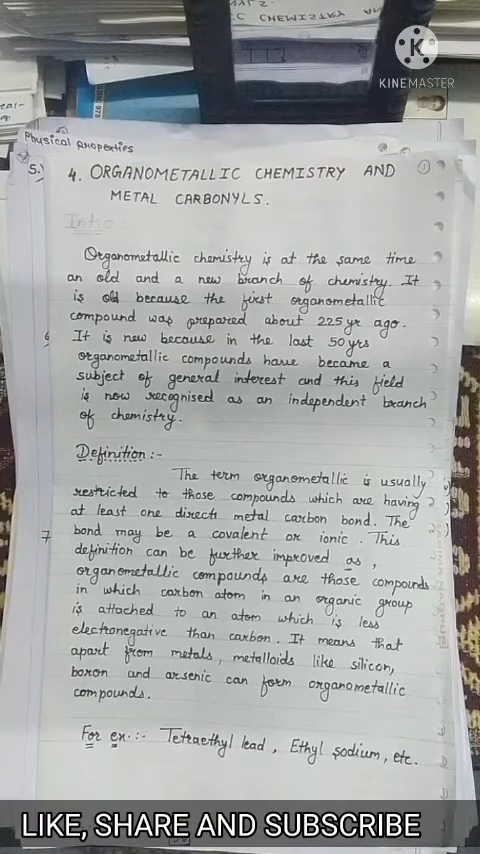 CC CHEMISTRY AN
KINEMASTER
Physical Properties
5.)
4. ORGANOMETALLIC CHEMISTRY AND
METAL CARBONYLS.
1
Intro :
Organometallic chemistry is at the same time
an old and a new branch of chemistry. It
is old because the first organometallic
compound was prepared about 225 yr ago.
It is new because in the last 50 yrs
organometallic compounds have became a
subject of general interest and this field
is now recognised as an independent branch
of chemistry.
Definition :-
The term organometallic is usually
restricted to those compounds which are having
at least one direct metal carbon bond. The
bond may be a covalent or ionic. This
7
definition can be further improved as,
organometallic compounds are those compounds
in which carbon atom in an organic group
is attached to an atom which is less
electronegative than carbon. It means that
apart from metals, metalloids like silicon,
boron and arsenic can form organometallic
compounds.
For ex. :- Tetraethyl lead, Ethyl sodium, etc.
LIKE, SHARE AND SUBSCRIBE